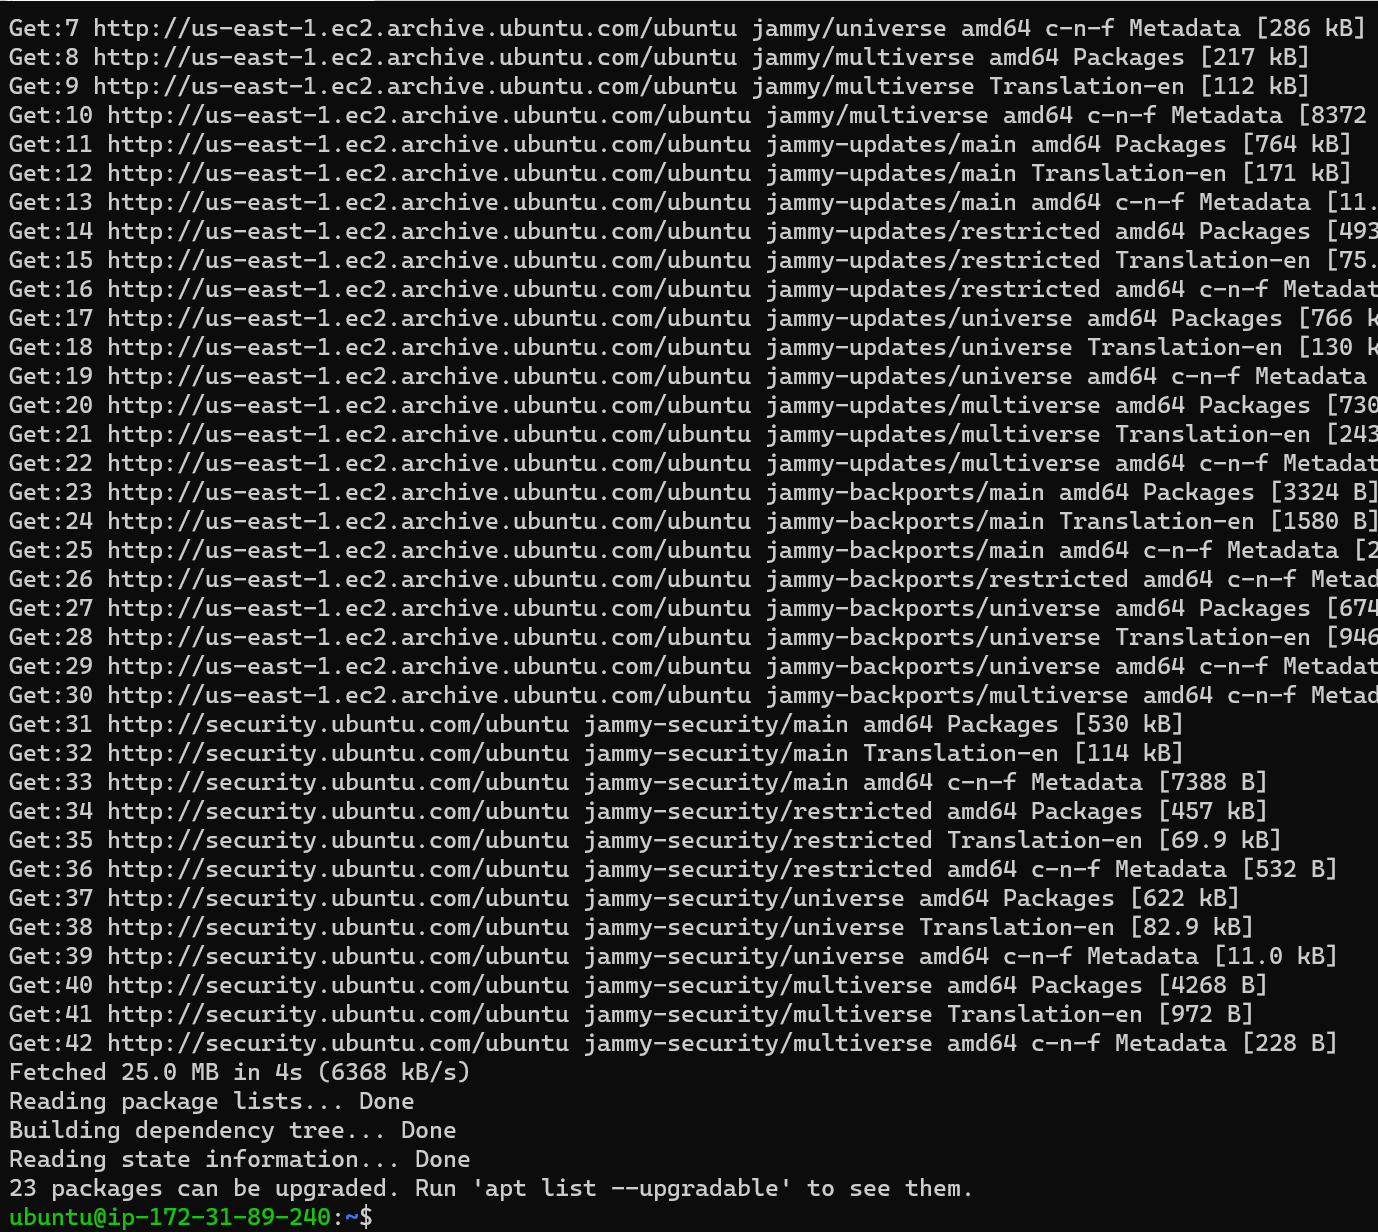 Get:7 http://us-east-1.ec2.archive.ubuntu.com/ubuntu jammy/universe amd64 c-n-f Metadata [286 kB]
Get:8 http://us-east-1.ec2.archive.ubuntu.com/ubuntu jammy/multiverse amd64 Packages [217 kB]
Get:9 http://us-east-1.ec2.archive.ubuntu.com/ubuntu jammy/multiverse Translation-en [112 kB]
Get:10 http://us-east-1.ec2.archive.ubuntu.com/ubuntu jammy/multiverse amd64 c-n-f Metadata [8372
Get:11 http://us-east-1.ec2.archive.ubuntu.com/ubuntu jammy-updates/main amd64 Packages [764 kB]
Get:12 http://us-east-1.ec2.archive.ubuntu.com/ubuntu jammy-updates/main Translation-en [171 kB]
Get:13 http://us-east-1.ec2.archive.ubuntu.com/ubuntu jammy-updates/main amd64 c-n-f Metadata [11.
Get:14 http://us-east-1.ec2.archive.ubuntu.com/ubuntu jammy-updates/restricted amd64 Packages [493
Get:15 http://us-east-1.ec2.archive.ubuntu.com/ubuntu jammy-updates/restricted Translation-en [75.
Get:16 http://us-east-1.ec2.archive.ubuntu.com/ubuntu jammy-updates/restricted amd64 c-n-f Metadat
Get:17 http://us-east-1.ec2.archive.ubuntu.com/ubuntu jammy-updates/universe amd64 Packages [766 k
Get:18 http://us-east-1.ec2.archive.ubuntu.com/ubuntu jammy-updates/universe Translation-en [130 k
Get:19 http://us-east-1.ec2.archive.ubuntu.com/ubuntu jammy-updates/universe amd64 c-n-f Metadata
Get:20 http://us-east-1.ec2.archive.ubuntu.com/ubuntu jammy-updates/multiverse amd64 Packages [730
Get:21 http://us-east-1.ec2.archive.ubuntu.com/ubuntu jammy-updates/multiverse Translation-en [243
Get:22 http://us-east-1.ec2.archive.ubuntu.com/ubuntu jammy-updates/multiverse amd64 c-n-f Metadat
Get:23 http://us-east-1.ec2.archive.ubuntu.com/ubuntu jammy-backports/main amd64 Packages [3324 B]
Get:24 http://us-east-1.ec2.archive.ubuntu.com/ubuntu jammy-backports/main Translation-en [1580 B]
Get:25 http://us-east-1.ec2.archive.ubuntu.com/ubuntu jammy-backports/main amd64 c-n-f Metadata [2
Get:26 http://us-east-1.ec2.archive.ubuntu.com/ubuntu jammy-backports/restricted amd64 c-n-f Metad
Get:27 http://us-east-1.ec2.archive.ubuntu.com/ubuntu jammy-backports/universe amd64 Packages [674
Get:28 http://us-east-1.ec2.archive.ubuntu.com/ubuntu jammy-backports/universe Translation-en [946
Get:29 http://us-east-1.ec2.archive.ubuntu.com/ubuntu jammy-backports/universe amd64 c-n-f Metadat
Get:30 http://us-east-1.ec2.archive.ubuntu.com/ubuntu jammy-backports/multiverse amd64 c-n-f Metad
Get:31 http://security.ubuntu.com/ubuntu jammy-security/main amd64 Packages [530 kB]
Get:32 http://security.ubuntu.com/ubuntu jammy-security/main Translation-en [114 kB]
Get:33 http://security.ubuntu.com/ubuntu jammy-security/main amd64 c-n-f Metadata [7388 B]
Get:34 http://security.ubuntu.com/ubuntu jammy-security/restricted amd64 Packages [457 kB]
Get:35 http://security.ubuntu.com/ubuntu jammy-security/restricted Translation-en [69.9 kB]
Get:36 http://security.ubuntu.com/ubuntu jammy-security/restricted amd64 c-n-f Metadata [532 B]
Get:37 http://security.ubuntu.com/ubuntu jammy-security/universe amd64 Packages [622 kB]
Get:38 http://security.ubuntu.com/ubuntu jammy-security/universe Translation-en [82.9 kB]
Get:39 http://security.ubuntu.com/ubuntu jammy-security/universe amd64 c-n-f Metadata [11.0 kB]
Get:40 http://security.ubuntu.com/ubuntu jammy-security/multiverse amd64 Packages [4268 B]
Get:41 http://security.ubuntu.com/ubuntu jammy-security/multiverse Translation-en [972 B]
Get:42 http://security.ubuntu.com/ubuntu jammy-security/multiverse amd64 c-n-f Metadata [228 B]
Fetched 25.0 MB in 4s (6368 kB/s)
Reading package lists... Done
Building dependency tree... Done
Reading state information... Done
23 packages can be upgraded. Run 'apt list --upgradable' to see them.
ubuntu@ip-172-31-89-240:~$